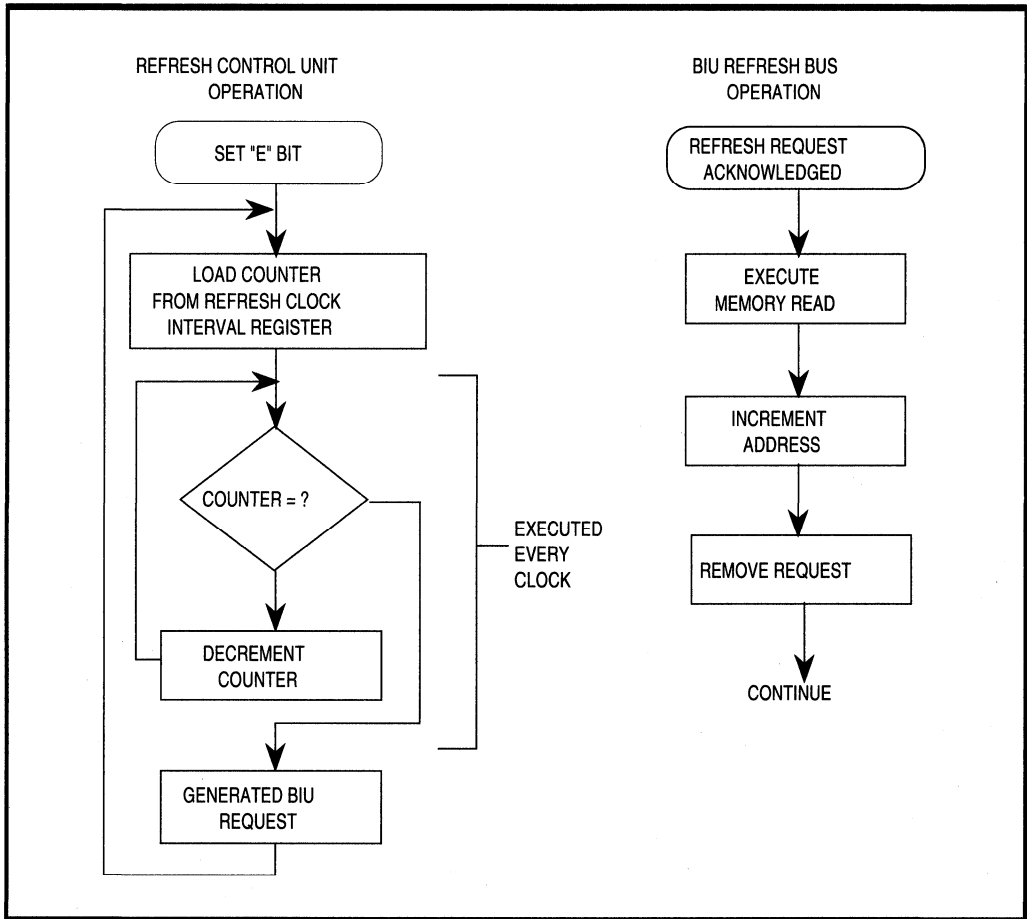 REFRESH CONTROL UNIT
OPERATION
SET "E" BIT
LOAD COUNTER
FROM REFRESH CLOCK
INTERVAL REGISTER
COUNTER = ?
EXECUTED
EVERY
CLOCK
DECREMENT
COUNTER
GENERATED BIU
REQUEST
BIU REFRESH BUS
OPERATION
REFRESH REQUEST
ACKNOWLEDGED
EXECUTE
MEMORY READ
INCREMENT
ADDRESS
REMOVE REQUEST
CONTINUE